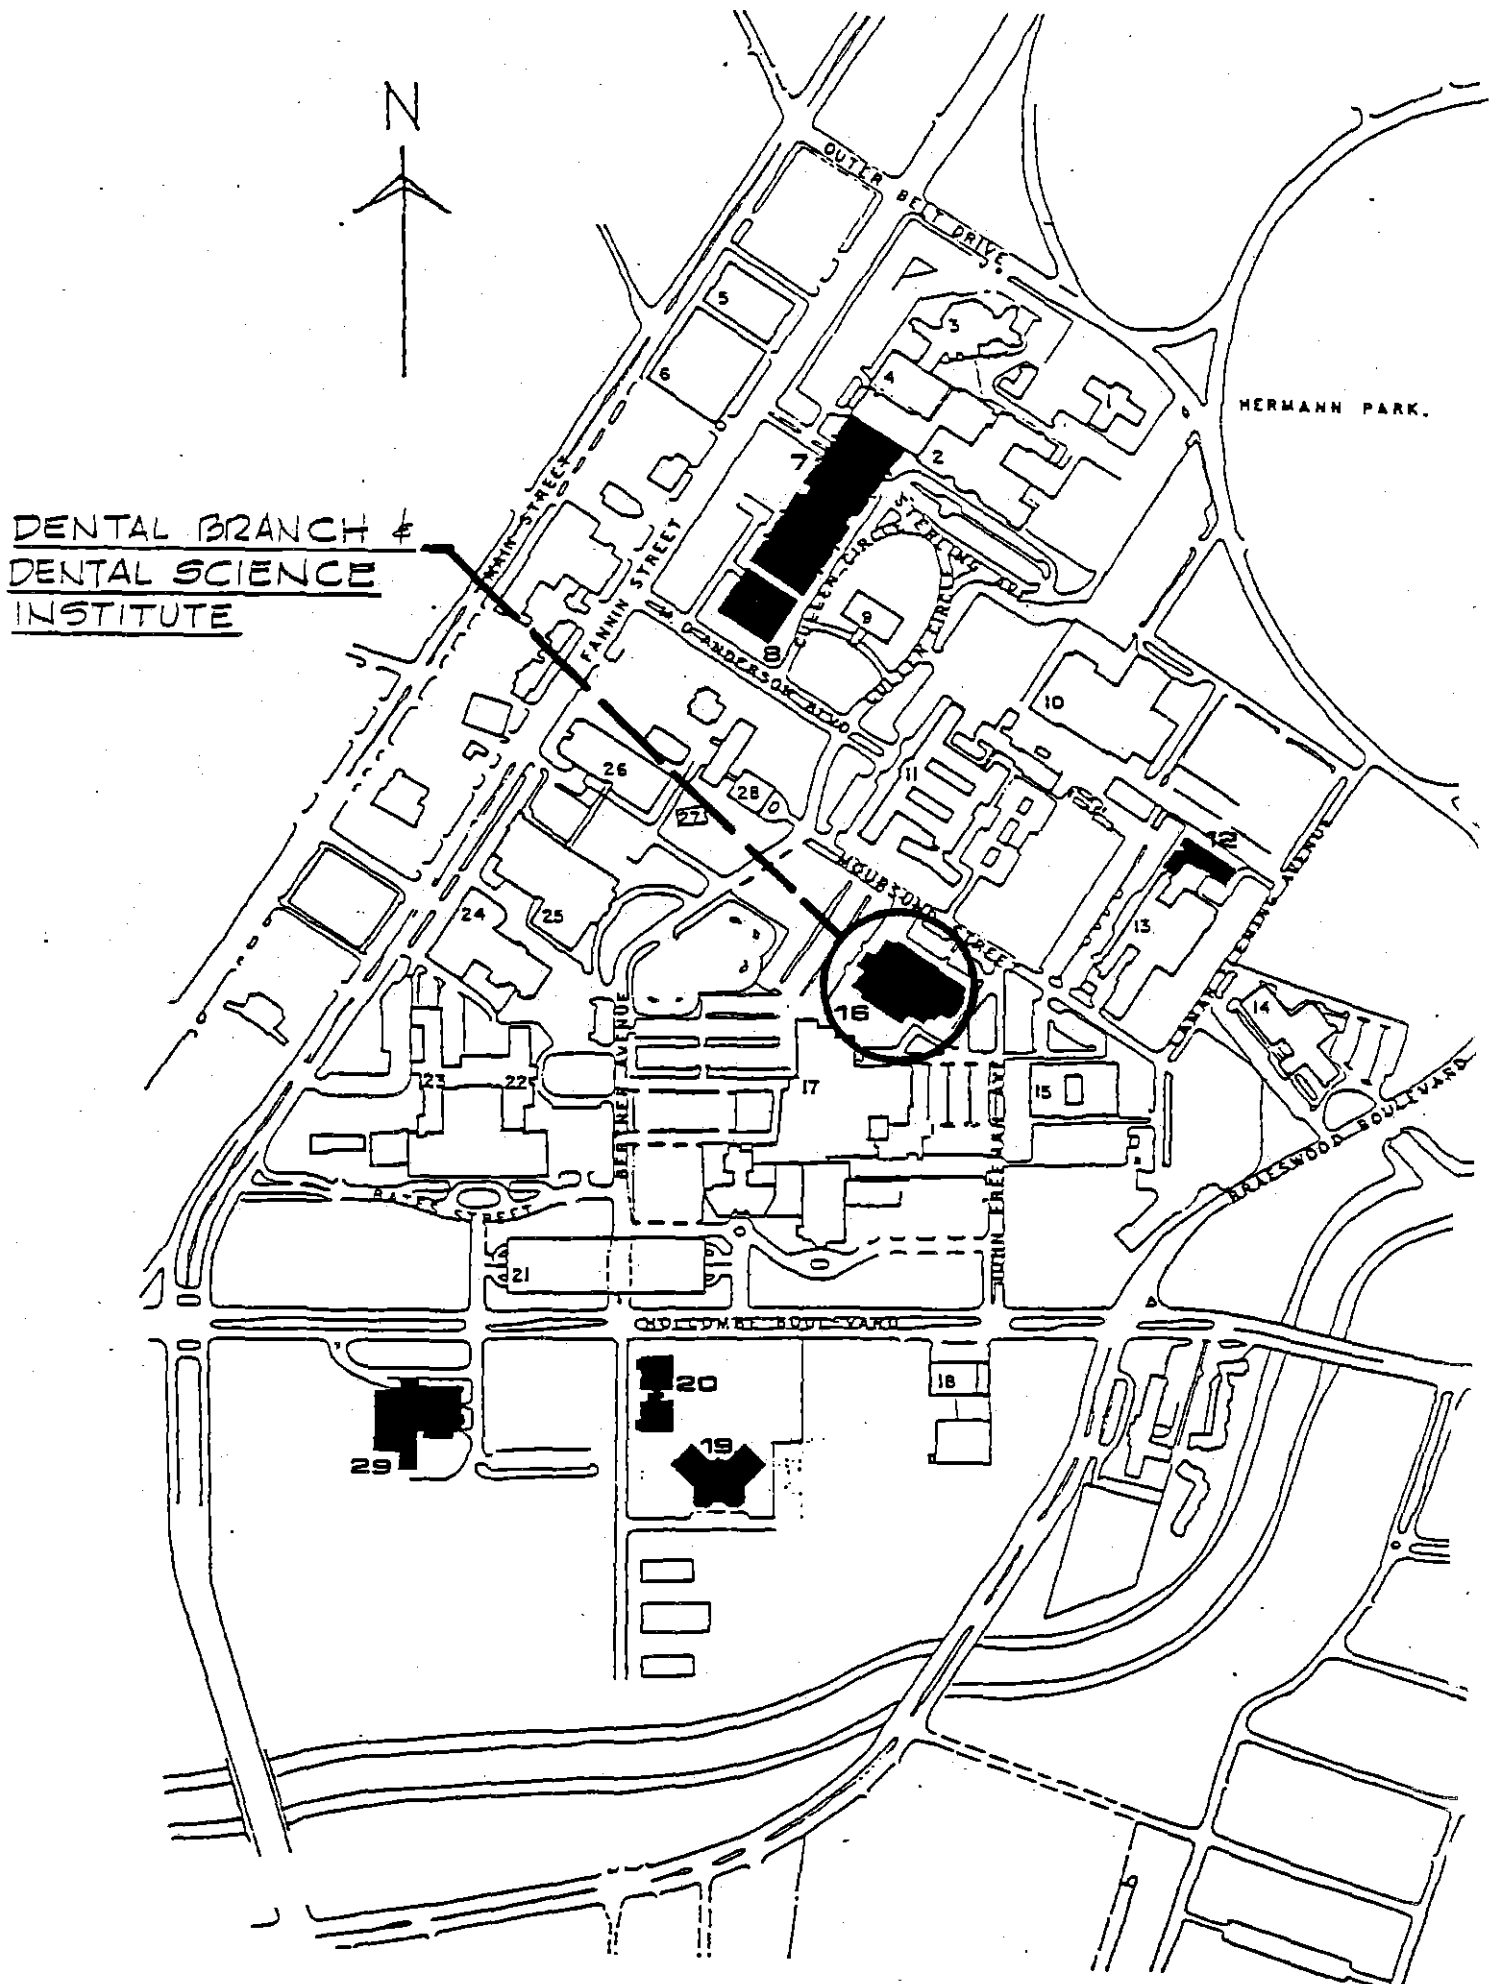 N
OUTER BELT DRIVE
5
3
6
4
1
HERMANN PARK.
7
2
MAIN STREET
DENTAL BRANCH &
DENTAL SCIENCE
INSTITUTE
FANNIN STREET
CULLEN CIRCLE
9
CULLEN CIRCLE
8
M. D. ANDERSON BLVD
10
26
11
28
27
12
24
25
STREET
13
16
14
BERTNER AVENUE
23
22
17
15
JOHN FREEMAN AVE
BRAESWOOD BOULEVARD
BATES STREET
21
HOLCOMBE BOULEVARD
20
18
19
29